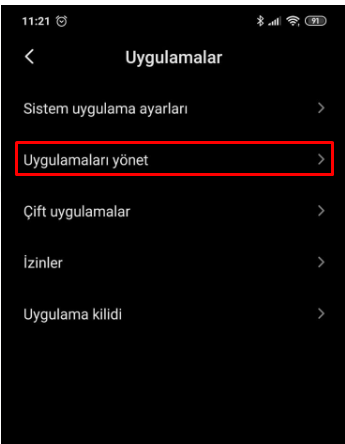 11:21
91
Uygulamalar
Sistem uygulama ayarları
Uygulamaları yönet
Çift uygulamalar
İzinler
Uygulama kilidi